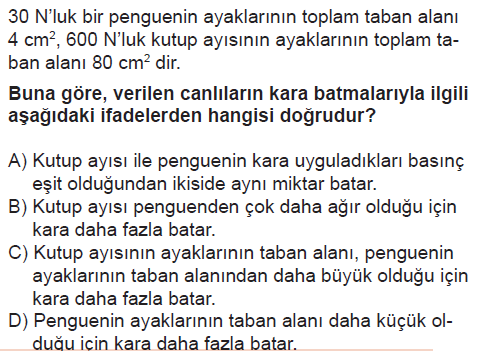 30 N’luk bir penguenin ayaklarının toplam taban alanı
4 cm², 600 N’luk kutup ayısının ayaklarının toplam ta-
ban alanı 80 cm² dir.
Buna göre, verilen canlıların kara batmalarıyla ilgili
aşağıdaki ifadelerden hangisi doğrudur?
A) Kutup ayısı ile penguenin kara uyguladıkları basınç
eşit olduğundan ikiside aynı miktar batar.
B) Kutup ayısı penguenden çok daha ağır olduğu için
kara daha fazla batar.
C) Kutup ayısının ayaklarının taban alanı, penguenin
ayaklarının taban alanından daha büyük olduğu için
kara daha fazla batar.
D) Penguenin ayaklarının taban alanı daha küçük ol-
duğu için kara daha fazla batar.